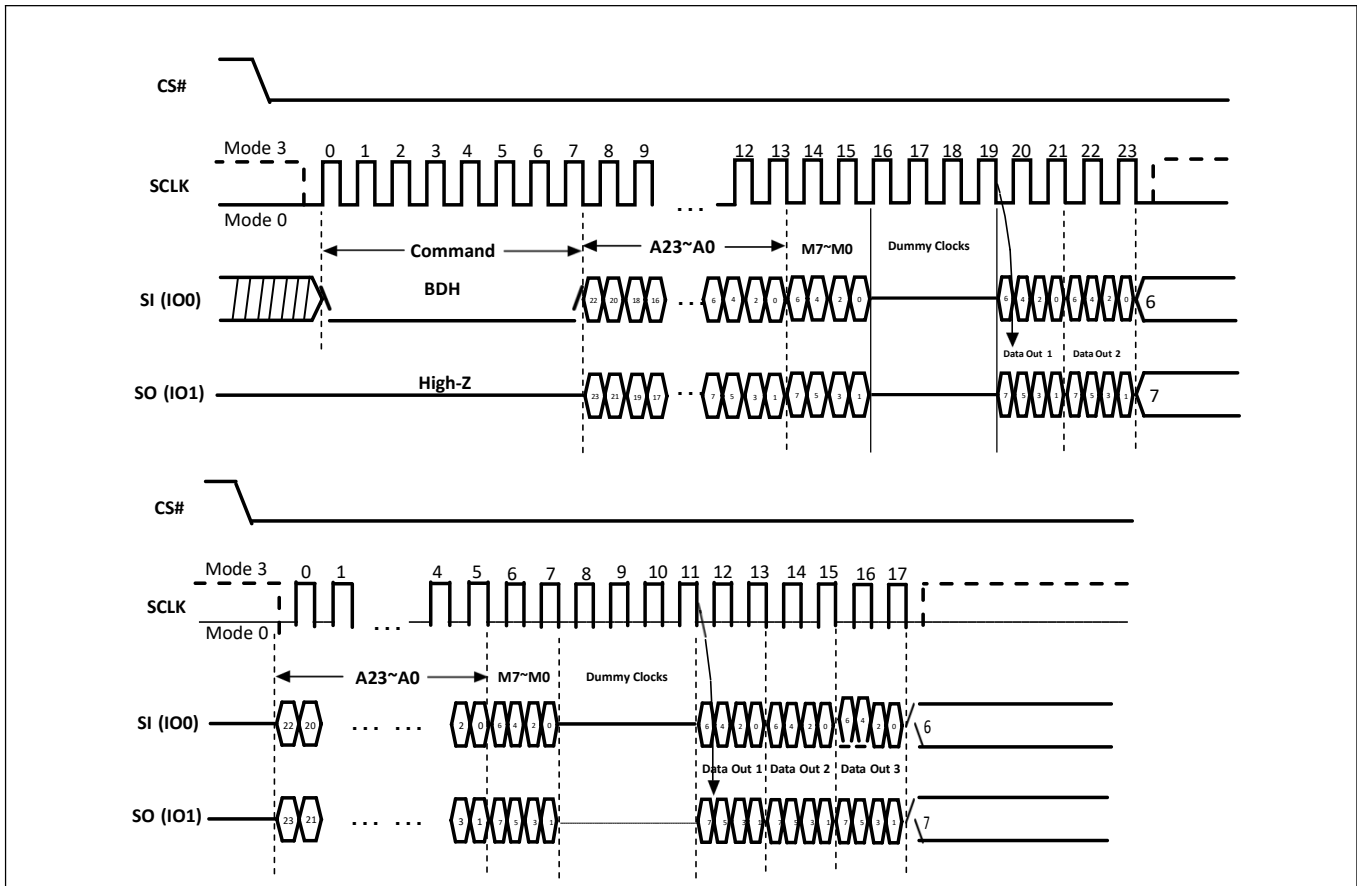 CS#
Mode 3 0 1 2 3 4 5 6 7 8 9 12 13 14 15 16 17 18 19 20 21 22 23
SCLK
...
Mode 0
Command A23~A0 M7~M0 Dummy Clocks
SI (IO0) BDH 22 20 18 16 ... 6 4 2 0 6 4 2 0 6 4 2 0 6 4 2 0 6
Data Out 1 Data Out 2
SO (IO1) High-Z 23 21 19 17 ... 7 5 3 1 7 5 3 1 7 5 3 1 7 5 3 1 7
CS#
Mode 3 0 1 4 5 6 7 8 9 10 11 12 13 14 15 16 17
SCLK
Mode 0 ...
A23~A0 M7~M0 Dummy Clocks
SI (IO0) 22 20 ... ... 2 0 6 4 2 0 6 4 2 0 6 4 2 0 6 4 2 0 6
Data Out 1 Data Out 2 Data Out 3
SO (IO1) 23 21 ... ... 3 1 7 5 3 1 7 5 3 1 7 5 3 1 7 5 3 1 7